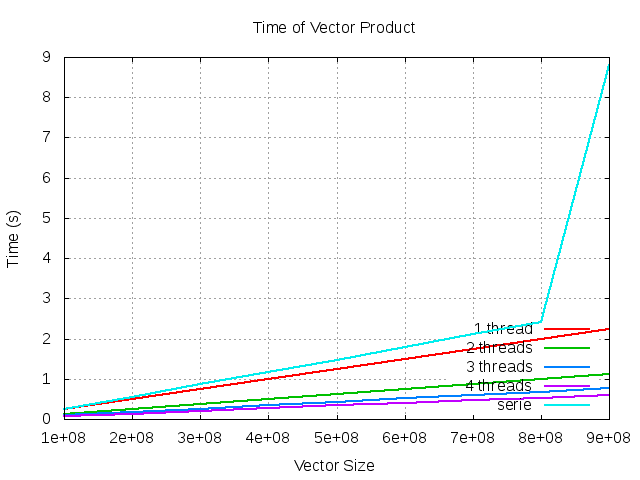 Time of Vector Product
9
8
7
6
5
4
3
2
1
0
Time (s)
1 thread
2 threads
3 threads
4 threads
serie
1e+08 2e+08 3e+08 4e+08 5e+08 6e+08 7e+08 8e+08 9e+08
Vector Size